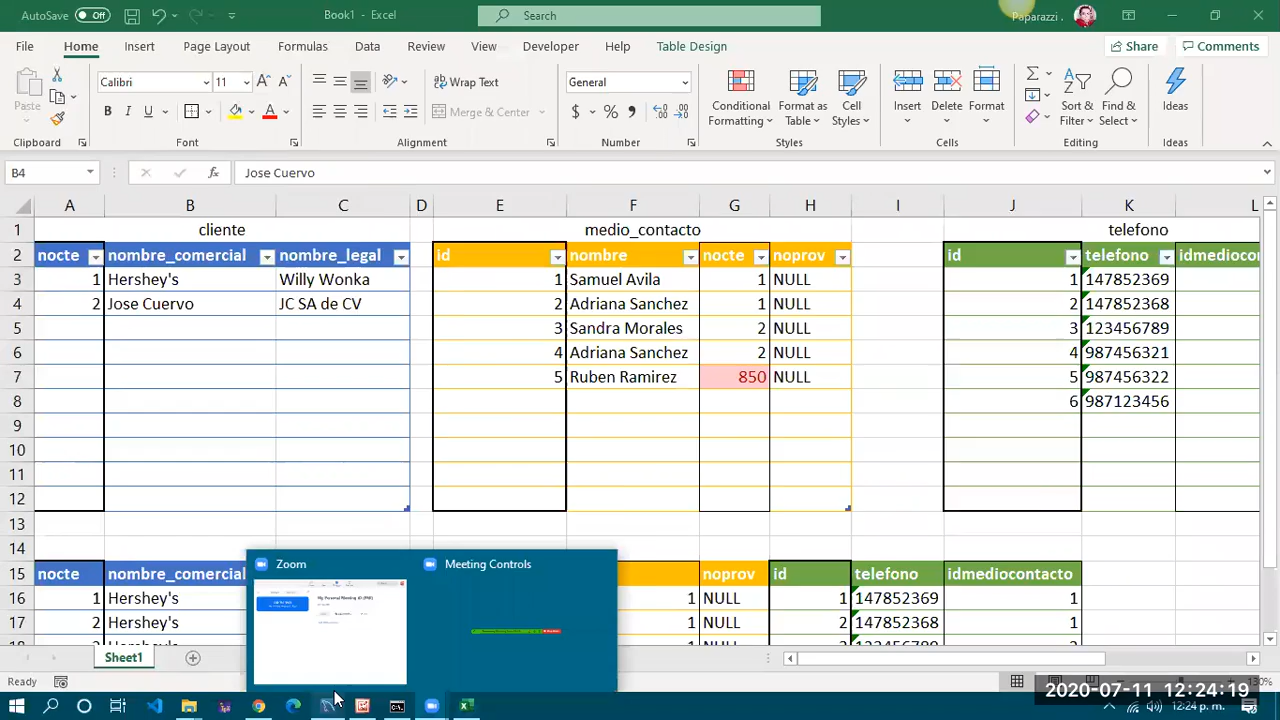 AutoSave Off Book1 - Excel Search Paparazzi .
File Home Insert Page Layout Formulas Data Review View Developer Help Table Design Share Comments
Calibri 11 Wrap Text General
Paste B I U Merge & Center $ % Conditional Formatting Format as Table Cell Styles Insert Delete Format Sort & Filter Find & Select Ideas
Clipboard Font Alignment Number Styles Cells Editing Ideas
B4 fx Jose Cuervo
A B C D E F G H I J K L
1 cliente medio_contacto telefono
2 nocte nombre_comercial nombre_legal id nombre nocte noprov id telefono idmediocon
3 1 Hershey's Willy Wonka 1 Samuel Avila 1 NULL 1 147852369
4 2 Jose Cuervo JC SA de CV 2 Adriana Sanchez 1 NULL 2 147852368
5 3 Sandra Morales 2 NULL 3 123456789
6 4 Adriana Sanchez 2 NULL 4 987456321
7 5 Ruben Ramirez 850 NULL 5 987456322
8 6 987123456
9
10
11
12
13
14
Zoom Meeting Controls
15 nocte nombre_comercial noprov id telefono idmediocontacto
16 1 Hershey's 1 NULL 1 147852369 1
17 2 Hershey's 1 NULL 2 147852368 1
18
Sheet1
Ready 130%
2020-07-11 12:24:19
12:24 p. m.